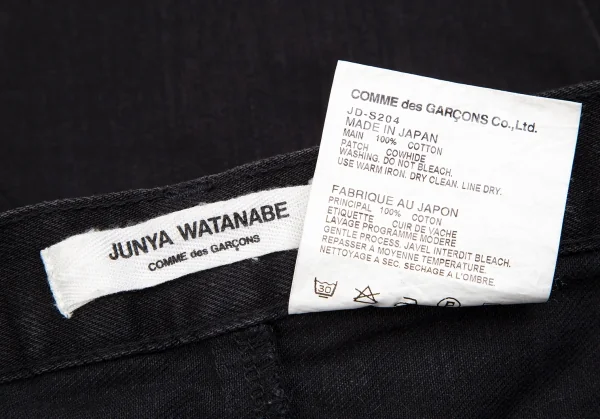 JUNYA WATANABE
COMME des GARÇONS
COMME des GARÇONS Co.,Ltd.
JD-S204
MADE IN JAPAN
MAIN 100% COTTON
PATCH COWHIDE
WASHING. DO NOT BLEACH.
USE WARM IRON. DRY CLEAN. LINE DRY.
FABRIQUE AU JAPON
PRINCIPAL 100% COTON
ETIQUETTE CUIR DE VACHE
LAVAGE PROGRAMME MODERE
GENTLE PROCESS. JAVEL INTERDIT BLEACH.
REPASSER A MOYENNE TEMPERATURE.
NETTOYAGE A SEC, SECHAGE A L'OMBRE.
30